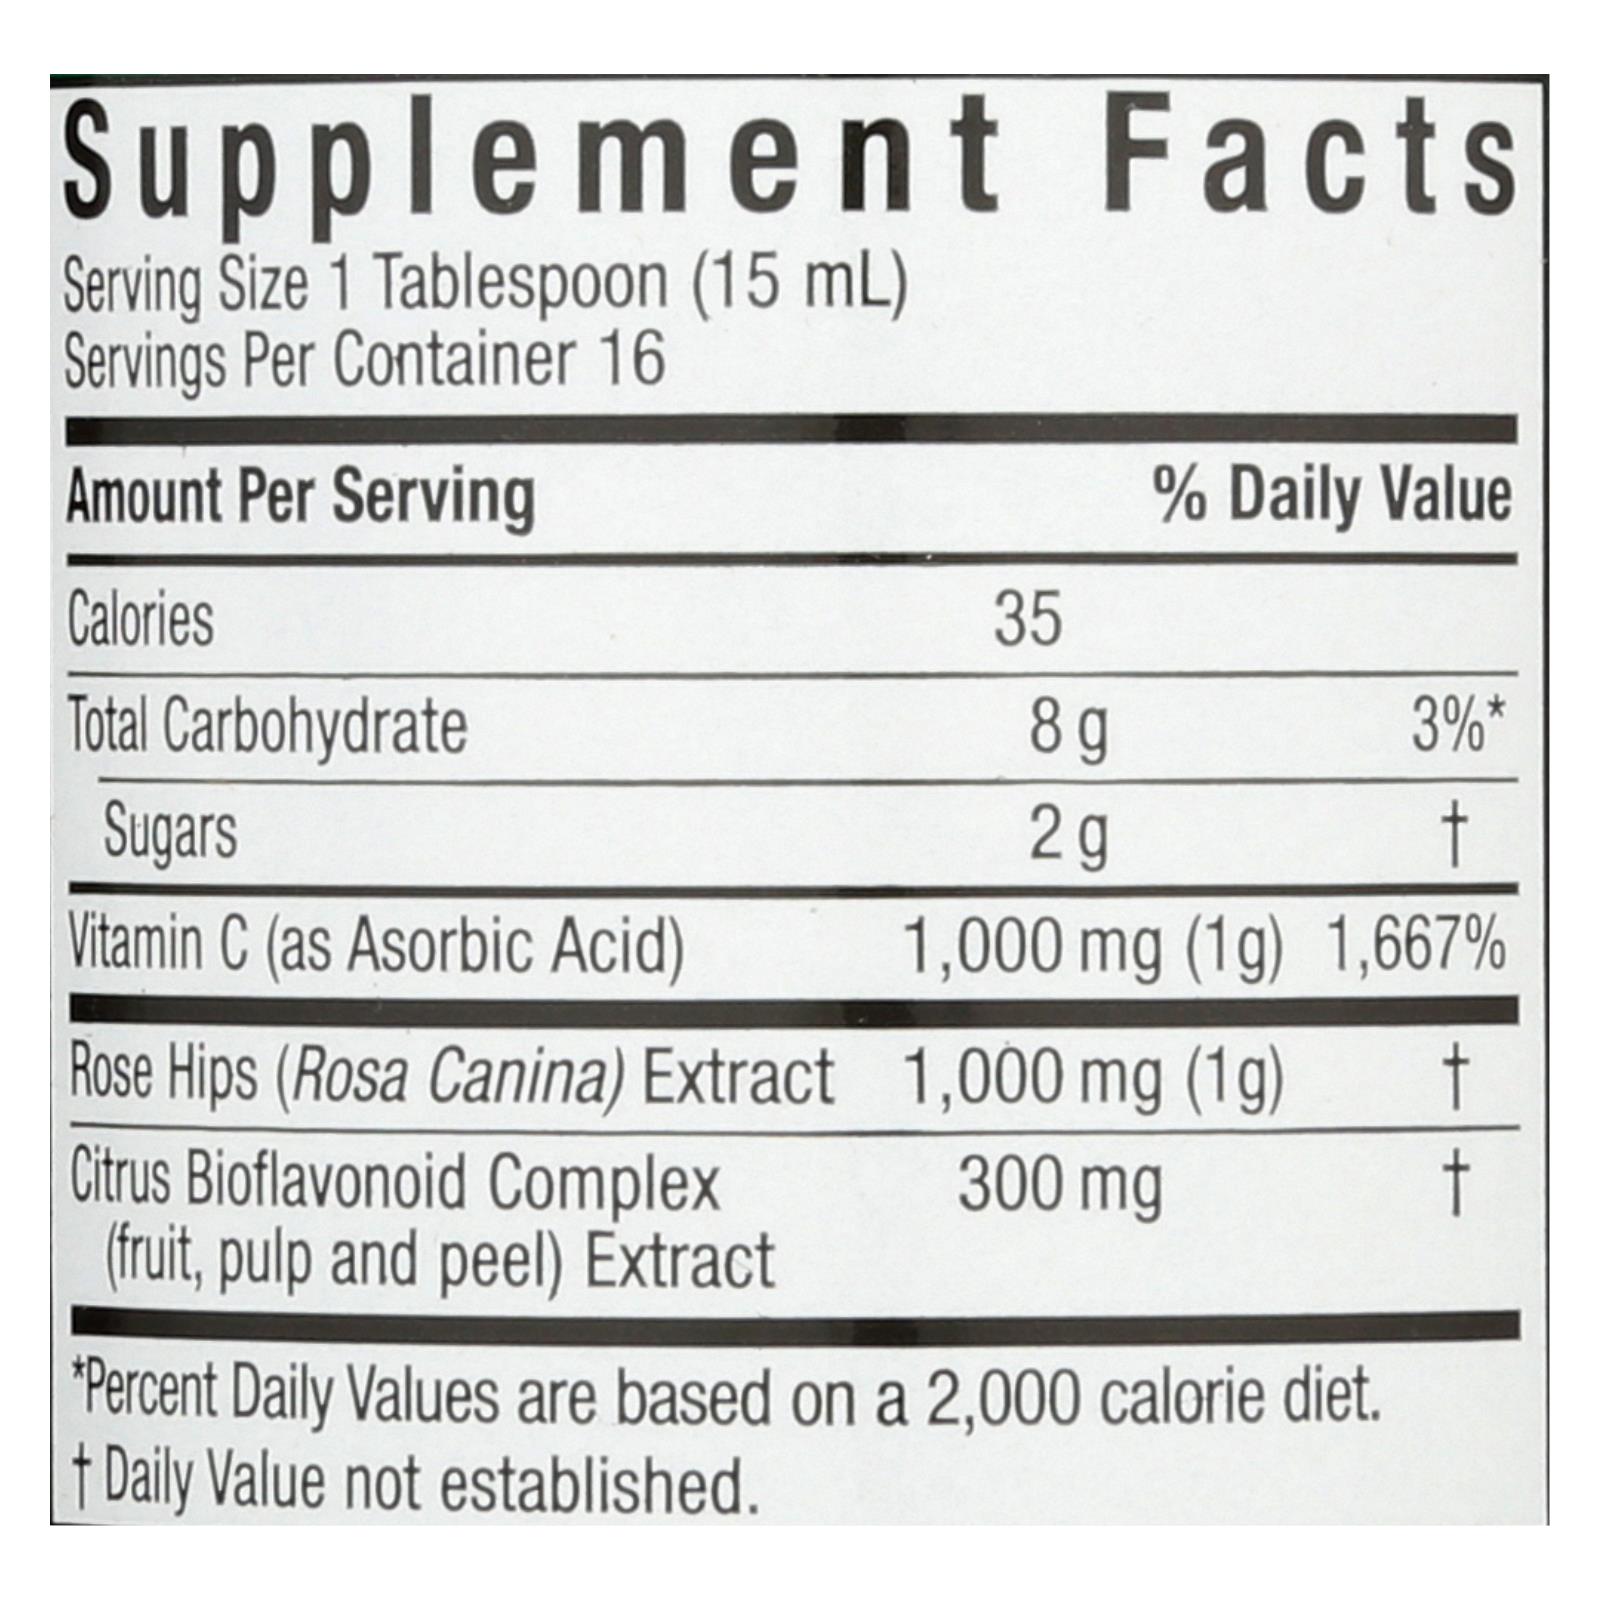 Supplement Facts
Serving Size 1 Tablespoon (15 mL)
Servings Per Container 16
Amount Per Serving % Daily Value
Calories 35
Total Carbohydrate 8 g 3%*
Sugars 2 g †
Vitamin C (as Asorbic Acid) 1,000 mg (1g) 1,667%
Rose Hips (Rosa Canina) Extract 1,000 mg (1g) †
Citrus Bioflavonoid Complex 300 mg †
(fruit, pulp and peel) Extract
*Percent Daily Values are based on a 2,000 calorie diet.
† Daily Value not established.